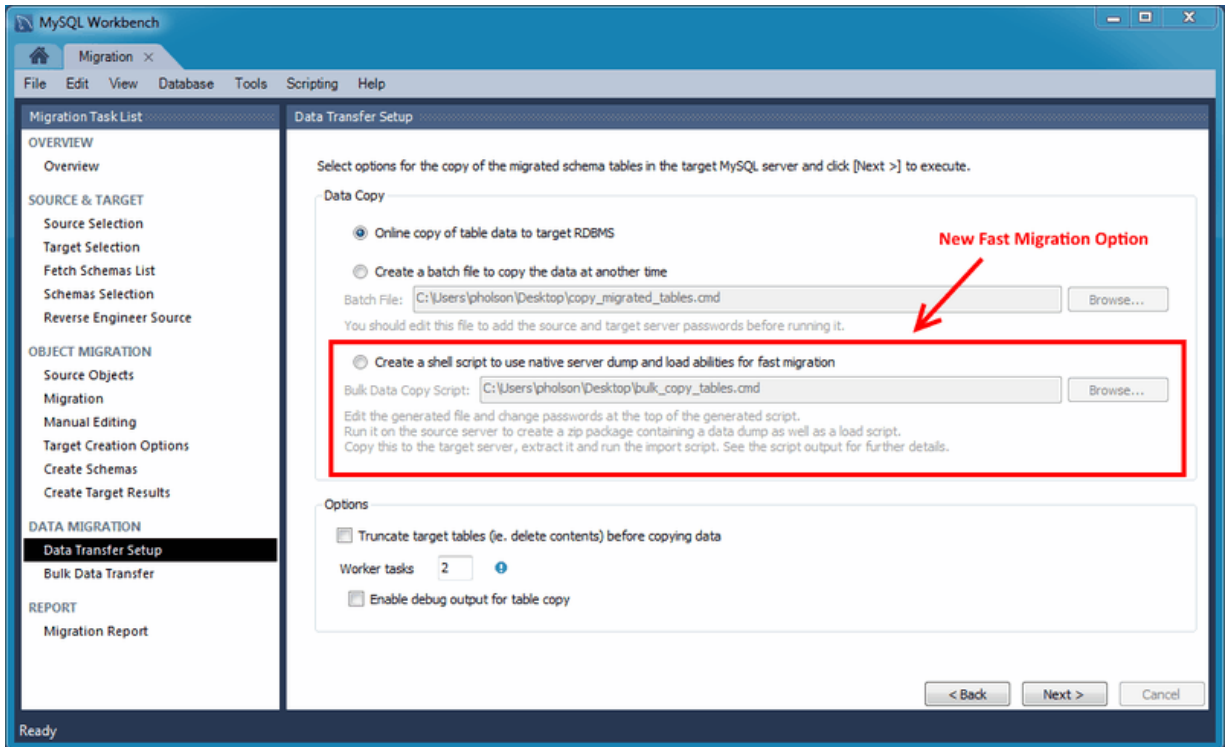 MySQL Workbench
Migration
File Edit View Database Tools Scripting Help
Migration Task List
OVERVIEW
Overview
SOURCE & TARGET
Source Selection
Target Selection
Fetch Schemas List
Schemas Selection
Reverse Engineer Source
OBJECT MIGRATION
Source Objects
Migration
Manual Editing
Target Creation Options
Create Schemas
Create Target Results
DATA MIGRATION
Data Transfer Setup
Bulk Data Transfer
REPORT
Migration Report
Data Transfer Setup
Select options for the copy of the migrated schema tables in the target MySQL server and click [Next >] to execute.
Data Copy
Online copy of table data to target RDBMS
New Fast Migration Option
Create a batch file to copy the data at another time
Batch File: C:\Users\pholson\Desktop\copy_migrated_tables.cmd Browse...
You should edit this file to add the source and target server passwords before running it.
Create a shell script to use native server dump and load abilities for fast migration
Bulk Data Copy Script: C:\Users\pholson\Desktop\bulk_copy_tables.cmd Browse...
Edit the generated file and change passwords at the top of the generated script.
Run it on the source server to create a zip package containing a data dump as well as a load script.
Copy this to the target server, extract it and run the import script. See the script output for further details.
Options
Truncate target tables (ie. delete contents) before copying data
Worker tasks 2
Enable debug output for table copy
< Back Next > Cancel
Ready